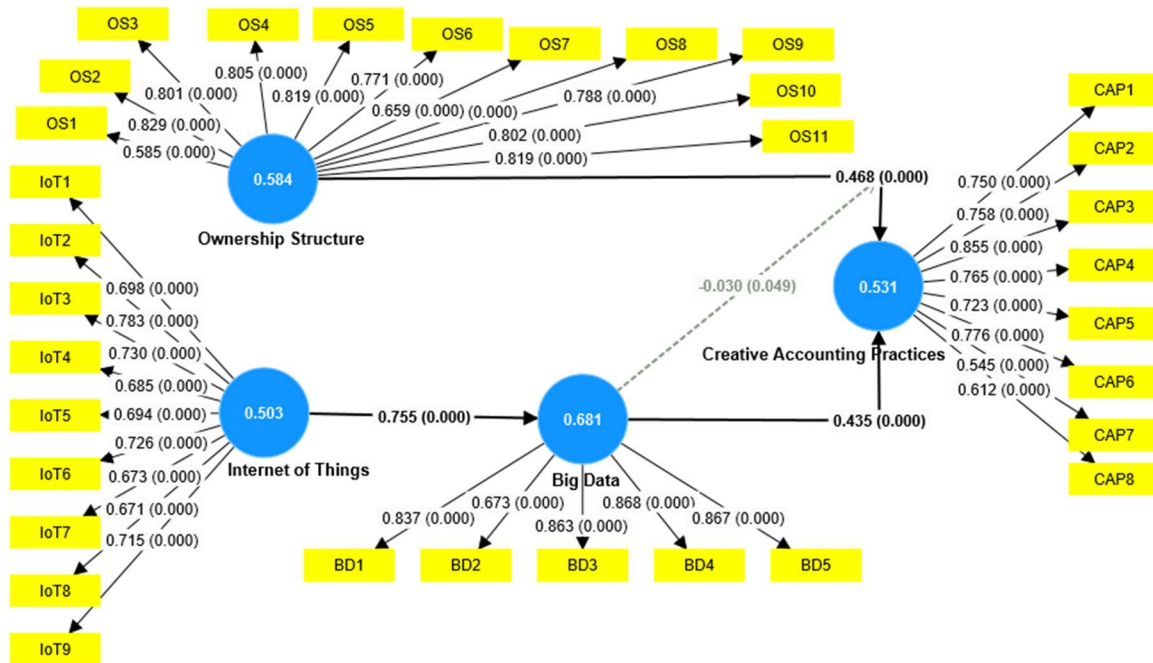 OS3
OS4
OS5
OS6
OS7
OS8
OS9
OS2
OS10
OS1
OS11
0.801 (0.000)
0.805 (0.000)
0.819 (0.000)
0.771 (0.000)
0.659 (0.000)
(0.000)
0.788 (0.000)
0.829 (0.000)
0.802 (0.000)
0.585 (0.000)
0.819 (0.000)
0.584
Ownership Structure
0.468 (0.000)
-0.030 (0.049)
CAP1
CAP2
CAP3
CAP4
CAP5
CAP6
CAP7
CAP8
0.750 (0.000)
0.758 (0.000)
0.855 (0.000)
0.765 (0.000)
0.723 (0.000)
0.776 (0.000)
0.545 (0.000)
0.612 (0.000)
0.531
Creative Accounting Practices
IoT1
IoT2
IoT3
IoT4
IoT5
IoT6
IoT7
IoT8
IoT9
0.698 (0.000)
0.783 (0.000)
0.730 (0.000)
0.685 (0.000)
0.694 (0.000)
0.726 (0.000)
0.673 (0.000)
0.671 (0.000)
0.715 (0.000)
0.503
Internet of Things
0.755 (0.000)
0.681
Big Data
0.435 (0.000)
0.837 (0.000)
0.673 (0.000)
0.863 (0.000)
0.868 (0.000)
0.867 (0.000)
BD1
BD2
BD3
BD4
BD5